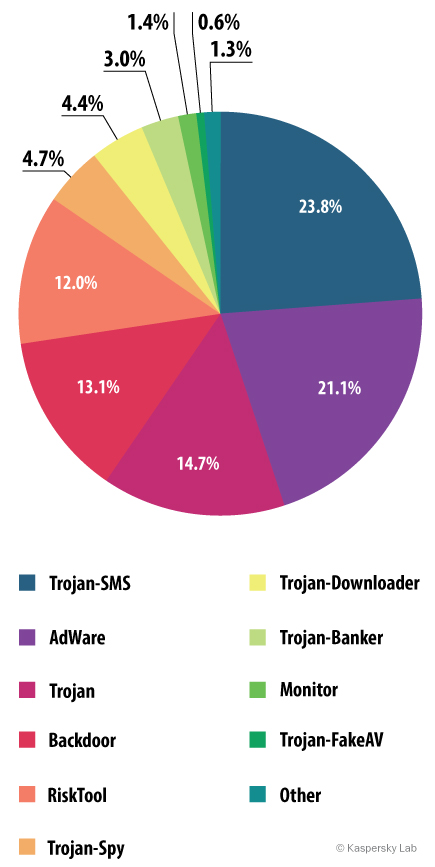 1.4%
0.6%
1.3%
3.0%
4.4%
4.7%
23.8%
12.0%
21.1%
13.1%
14.7%
Trojan-SMS
AdWare
Trojan
Backdoor
RiskTool
Trojan-Spy
Trojan-Downloader
Trojan-Banker
Monitor
Trojan-FakeAV
Other
© Kaspersky Lab